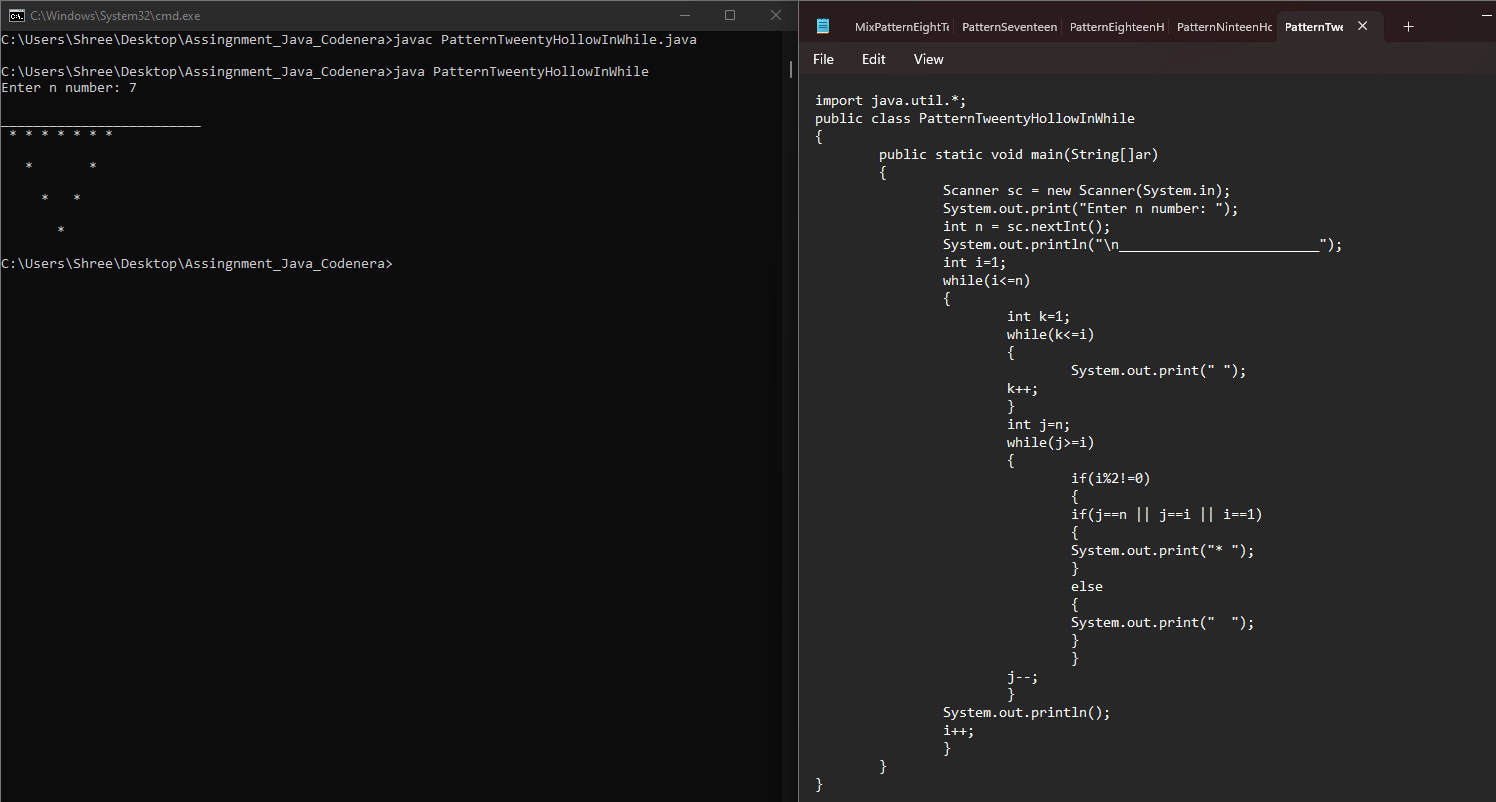 C:\Windows\System32\cmd.exe
C:\Users\Shree\Desktop\Assingnment_Java_Codenera>javac PatternTweentyHollowInWhile.java
C:\Users\Shree\Desktop\Assingnment_Java_Codenera>java PatternTweentyHollowInWhile
Enter n number: 7
_________________________
 * * * * * * *
   *       *
     *   *
       *
C:\Users\Shree\Desktop\Assingnment_Java_Codenera>
MixPatternEightTe PatternSeventeen PatternEighteenH PatternNinteenHo PatternTwe
File Edit View
import java.util.*;
public class PatternTweentyHollowInWhile
{
public static void main(String[]ar)
{
Scanner sc = new Scanner(System.in);
System.out.print("Enter n number: ");
int n = sc.nextInt();
System.out.println("\n_________________________");
int i=1;
while(i<=n)
{
int k=1;
while(k<=i)
{
System.out.print(" ");
k++;
}
int j=n;
while(j>=i)
{
if(i%2!=0)
{
if(j==n || j==i || i==1)
{
System.out.print("* ");
}
else
{
System.out.print("  ");
}
}
j--;
}
System.out.println();
i++;
}
}
}